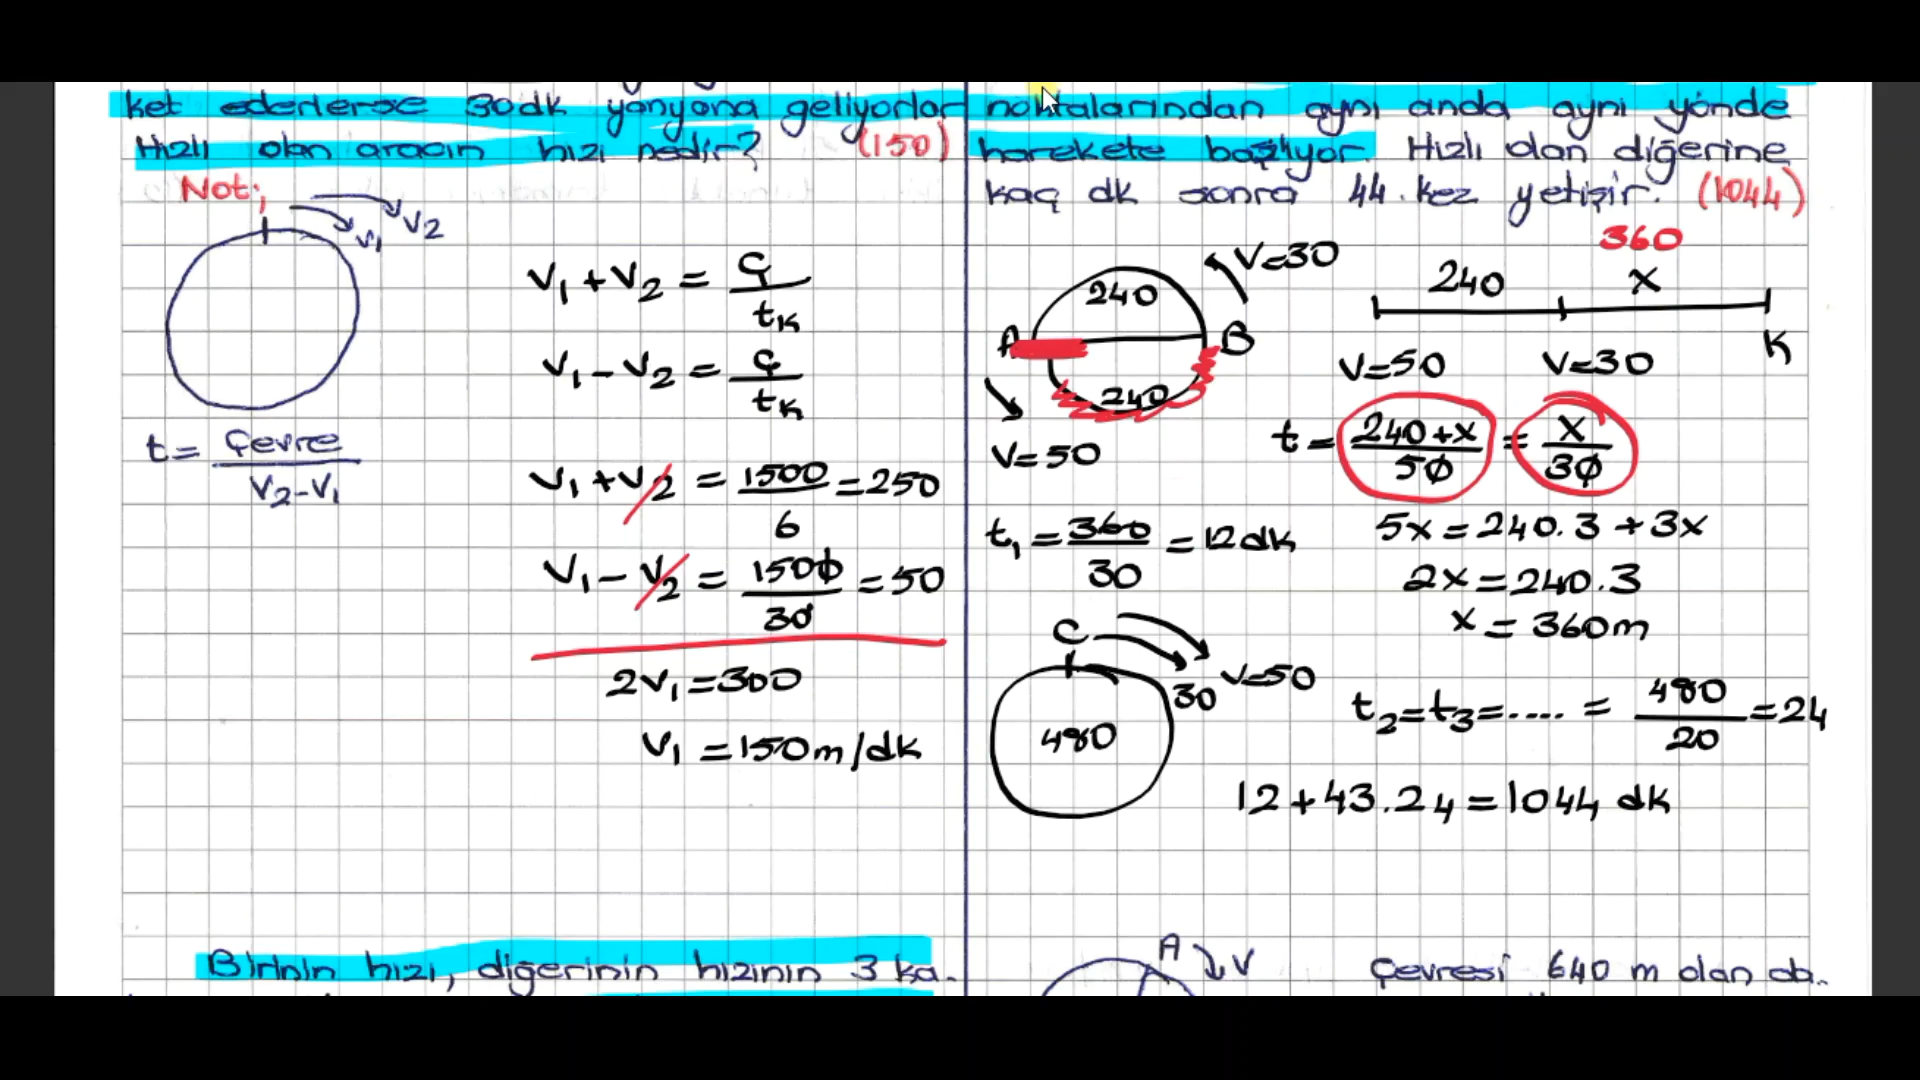 ket ederlerse 30dk yanyana geliyorlar
Hızlı olan aracın hızı nedir? (150)
Not;
V1 V2
t= Çevre / V2-V1
V1+V2 = Ç / tK
V1-V2 = Ç / tK
V1+V2 = 1500 / 6 =250
V1-V2 = 1500 / 30 =50
2V1=300
V1=150m/dk
Birinin hızı, diğerinin hızının 3 ka-
noktalarından aynı anda aynı yönde
harekete başlıyor. Hızlı olan diğerine
kaç dk sonra 44.kez yetişir. (1044)
V=30
240
A B
240
V=50
360
240 x
K
V=50 V=30
t= 240+x / 50 = x / 30
t1= 360 / 30 =12dk
5x=240.3+3x
2x=240.3
x=360m
C
30 V=50
480
t2=t3=.... = 480 / 20 =24
12+43.24=1044 dk
A V
Çevresi 640 m olan da-